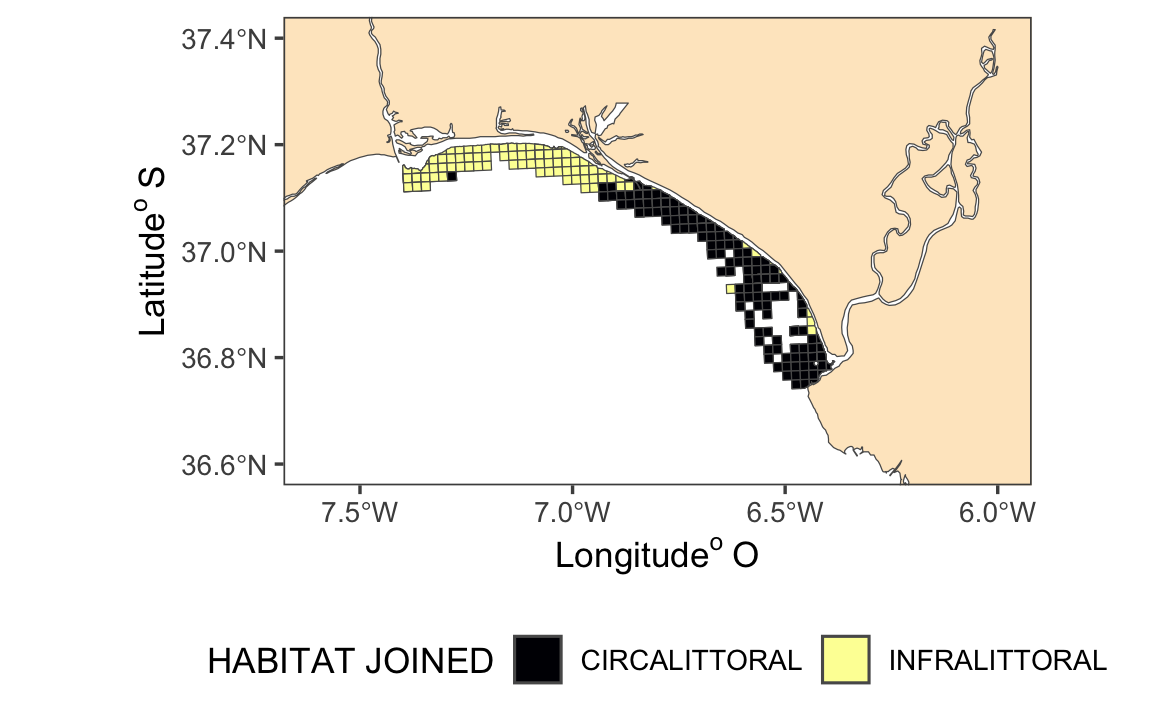 37.4°N
37.2°N
37.0°N
36.8°N
36.6°N
Latitudeº S
7.5°W 7.0°W 6.5°W 6.0°W
Longitudeº O
HABITAT JOINED CIRCALITTORAL INFRALITTORAL